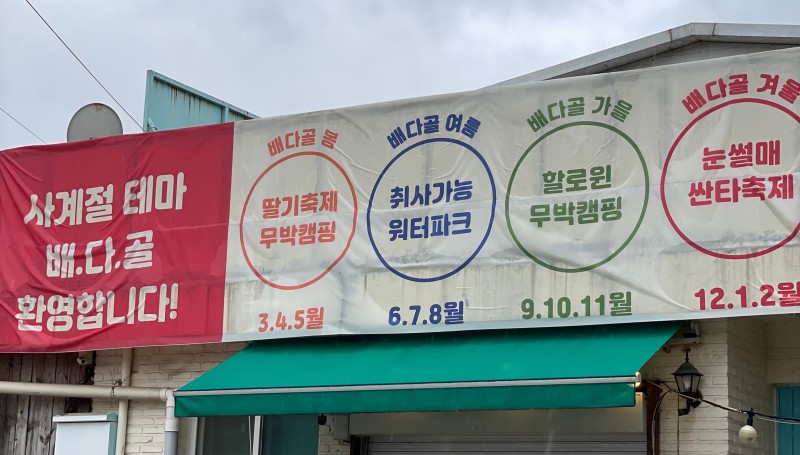 사계절 테마
배.다.골
환영합니다!
배다골 봄
딸기축제
무박캠핑
3.4.5월
배다골 여름
취사가능
워터파크
6.7.8월
배다골 가을
할로윈
무박캠핑
9.10.11월
배다골 겨울
눈썰매
싼타축제
12.1.2월